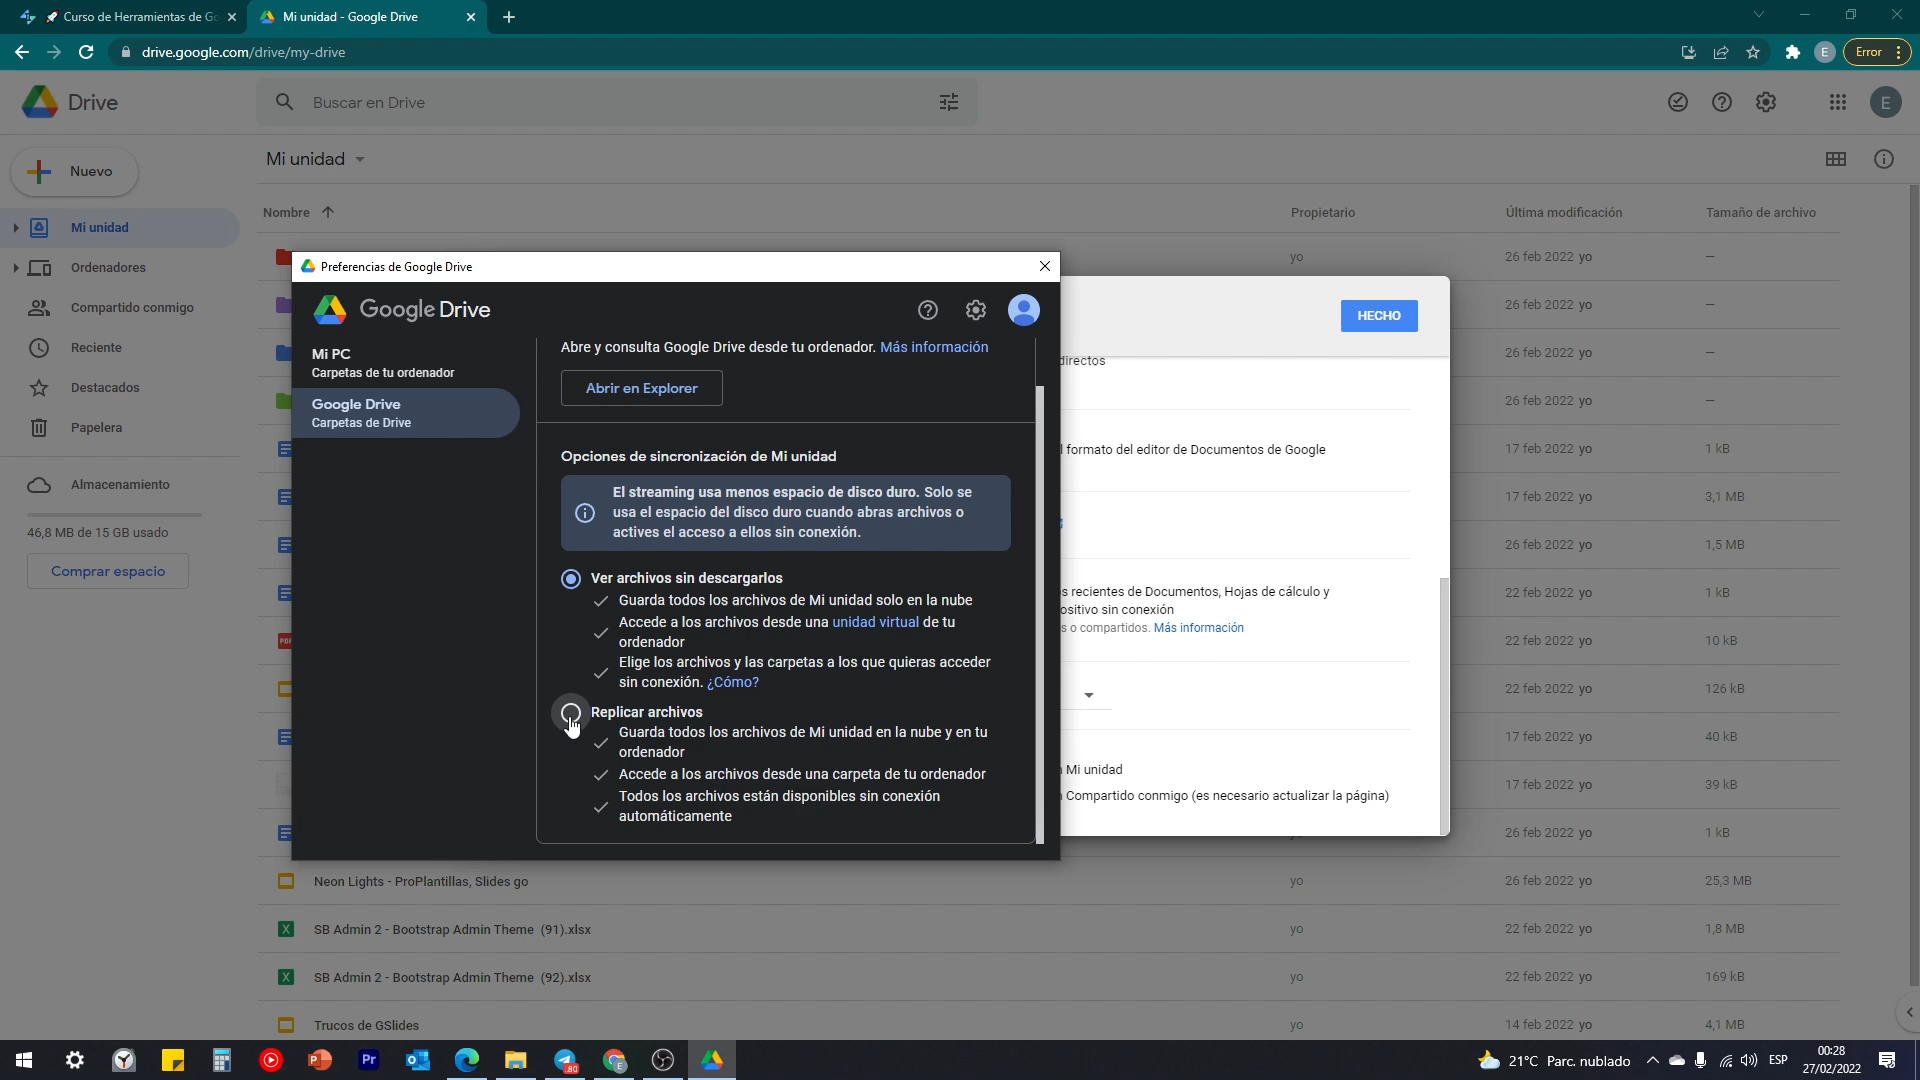 Curso de Herramientas de Go
Mi unidad - Google Drive
drive.google.com/drive/my-drive
E
Error
Drive
Buscar en Drive
E
Nuevo
Mi unidad
Nombre
Propietario
Última modificación
Tamaño de archivo
Mi unidad
Ordenadores
Compartido conmigo
Reciente
Destacados
Papelera
Almacenamiento
46,8 MB de 15 GB usado
Comprar espacio
Preferencias de Google Drive
Google Drive
Mi PC
Carpetas de tu ordenador
Google Drive
Carpetas de Drive
Abre y consulta Google Drive desde tu ordenador. Más información
Abrir en Explorer
Opciones de sincronización de Mi unidad
El streaming usa menos espacio de disco duro. Solo se
usa el espacio del disco duro cuando abras archivos o
actives el acceso a ellos sin conexión.
Ver archivos sin descargarlos
Guarda todos los archivos de Mi unidad solo en la nube
Accede a los archivos desde una unidad virtual de tu
ordenador
Elige los archivos y las carpetas a los que quieras acceder
sin conexión. ¿Cómo?
Replicar archivos
Guarda todos los archivos de Mi unidad en la nube y en tu
ordenador
Accede a los archivos desde una carpeta de tu ordenador
Todos los archivos están disponibles sin conexión
automáticamente
HECHO
directos
l formato del editor de Documentos de Google
s recientes de Documentos, Hojas de cálculo y
ositivo sin conexión
s o compartidos. Más información
Mi unidad
Compartido conmigo (es necesario actualizar la página)
yo 26 feb 2022 yo –
yo 26 feb 2022 yo –
26 feb 2022 yo –
26 feb 2022 yo –
17 feb 2022 yo 1 kB
17 feb 2022 yo 3,1 MB
26 feb 2022 yo 1,5 MB
22 feb 2022 yo 1 kB
22 feb 2022 yo 10 kB
22 feb 2022 yo 126 kB
17 feb 2022 yo 40 kB
17 feb 2022 yo 39 kB
26 feb 2022 yo 1 kB
Neon Lights - ProPlantillas, Slides go yo 26 feb 2022 yo 25,3 MB
SB Admin 2 - Bootstrap Admin Theme (91).xlsx yo 22 feb 2022 yo 1,8 MB
SB Admin 2 - Bootstrap Admin Theme (92).xlsx yo 22 feb 2022 yo 169 kB
Trucos de GSlides yo 14 feb 2022 yo 4,1 MB
21°C Parc. nublado
ESP
00:28
27/02/2022